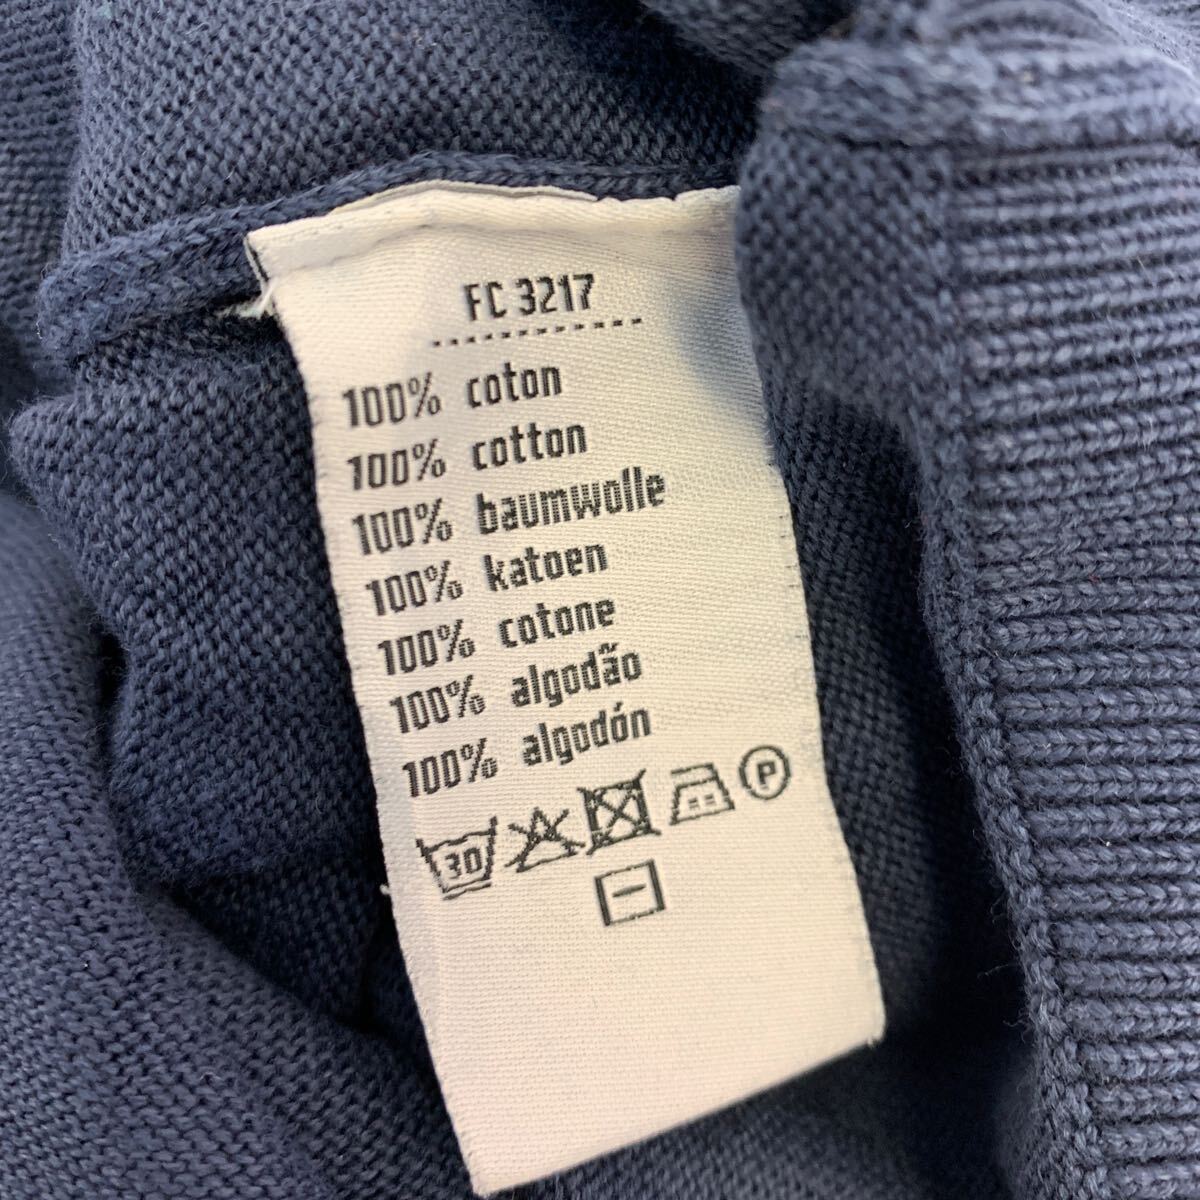 FC 3217
100% coton
100% cotton
100% baumwolle
100% katoen
100% cotone
100% algodão
100% algodón
30
P